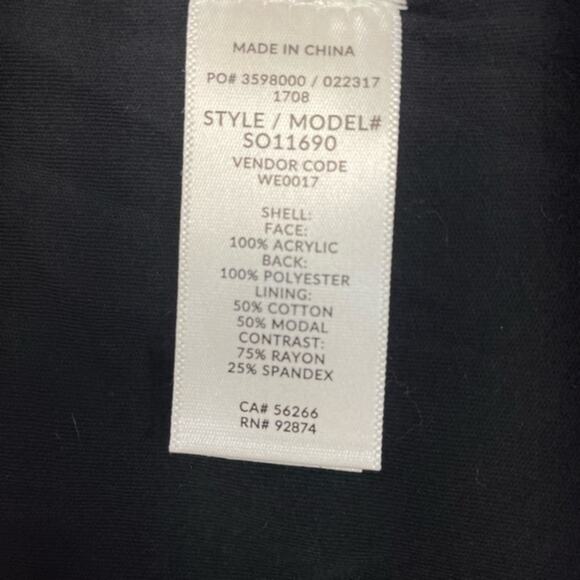 MADE IN CHINA
PO# 3598000 / 022317
1708
STYLE / MODEL#
SO11690
VENDOR CODE
WE0017
SHELL:
FACE:
100% ACRYLIC
BACK:
100% POLYESTER
LINING:
50% COTTON
50% MODAL
CONTRAST:
75% RAYON
25% SPANDEX
CA# 56266
RN# 92874